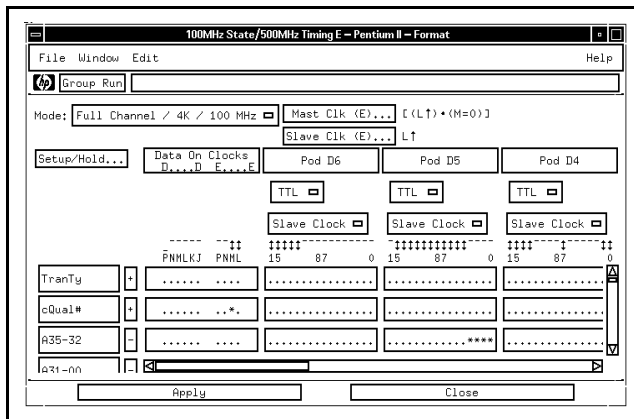 100MHz State/500MHz Timing E – Pentium II – Format
File Window Edit Help
hp Group Run
Mode: Full Channel / 4K / 100 MHz Mast Clk (E)... [(L↑)•(M=0)]
Slave Clk (E)... L↑
Setup/Hold... Data On Clocks Pod D6 Pod D5 Pod D4
D....D E....E
TTL TTL TTL
Slave Clock Slave Clock Slave Clock
PNMLKJ PNML 15 87 0 15 87 0 15 87 0
TranTy + ...... .... ................ ................ ................
cQual# + ...... ..*. ................ ................ ................
A35-32 - ...... .... ................ ............**** ................
A31-00 -
Apply Close